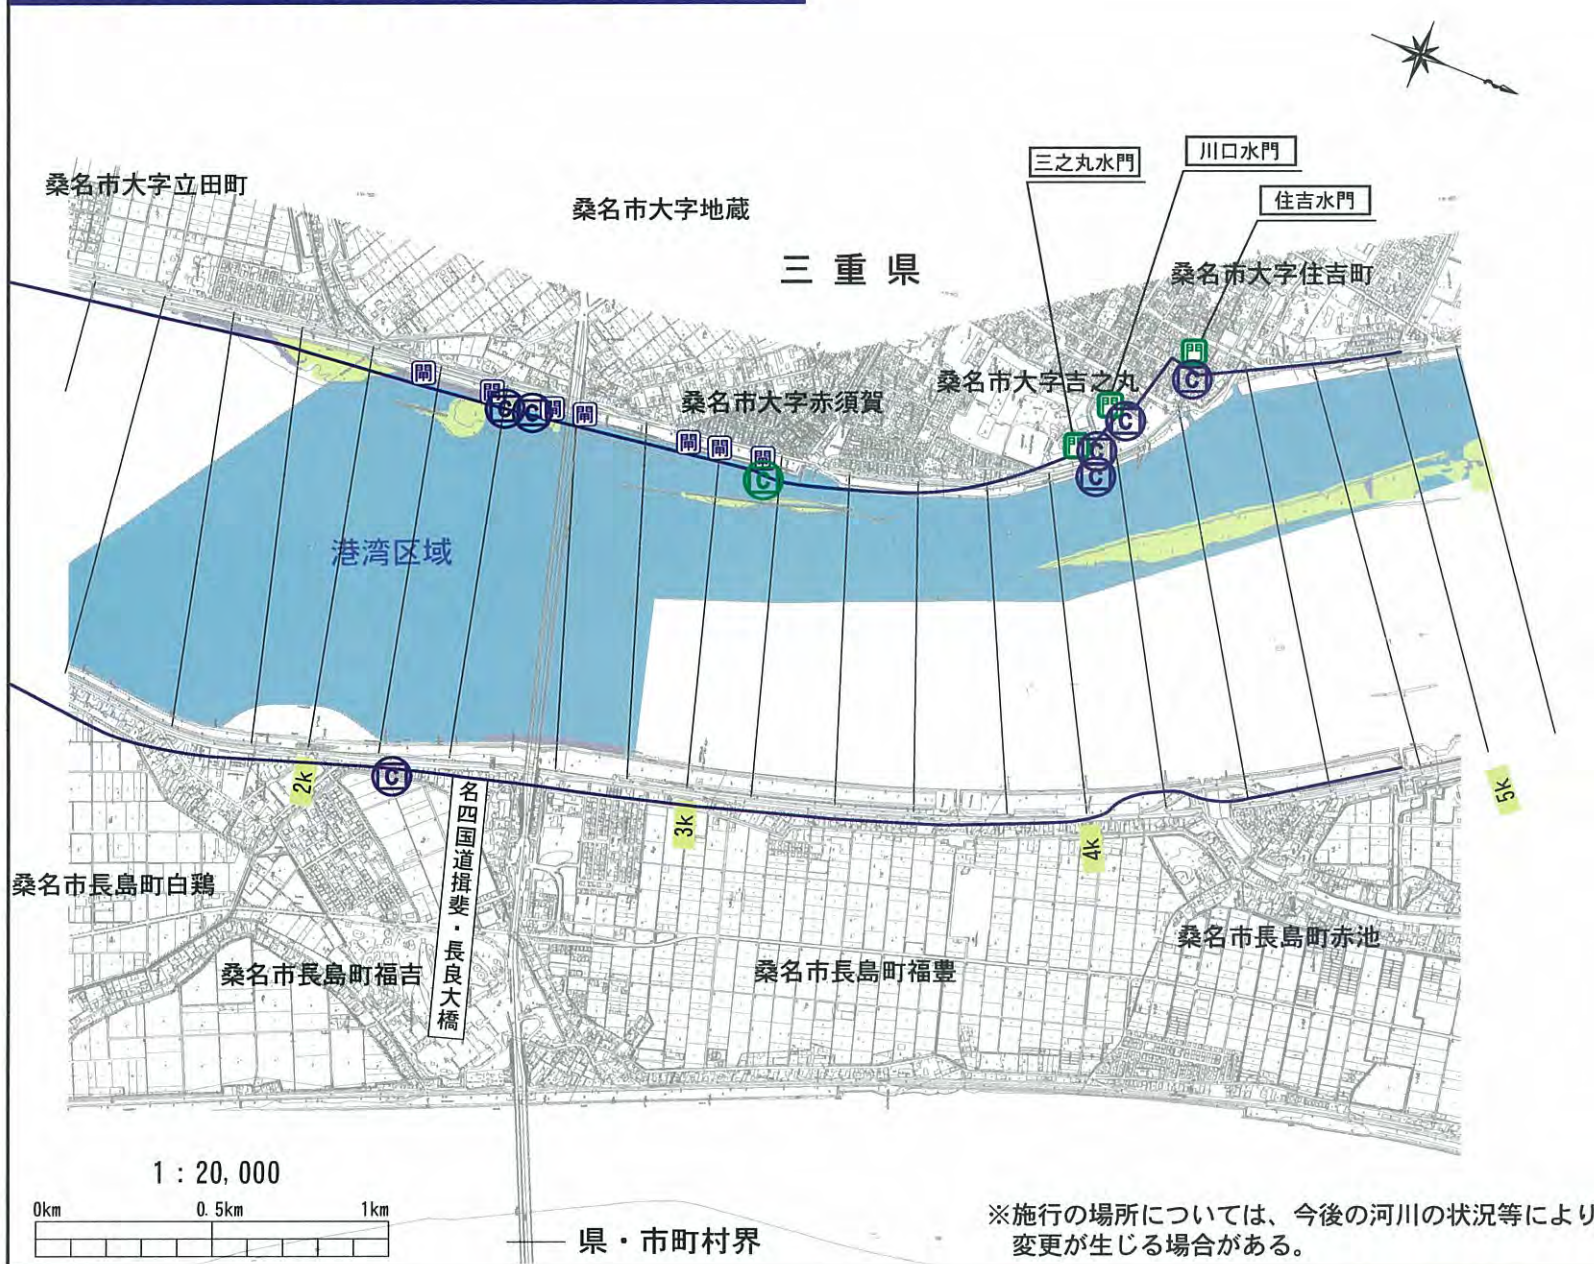 三之丸水門
川口水門
住吉水門
桑名市大字立田町
桑名市大字地蔵
三重県
桑名市大字住吉町
桑名市大字吉之丸
桑名市大字赤須賀
門
門
門
閘
閘
閘
閘
閘
閘
閘
C
C
C
C
C
C
C
C
港湾区域
2k
3k
4k
5k
名四国道揖斐・長良大橋
桑名市長島町白鶏
桑名市長島町福吉
桑名市長島町福豊
桑名市長島町赤池
1:20,000
0km 0.5km 1km
県・市町村界
※施行の場所については、今後の河川の状況等により
変更が生じる場合がある。